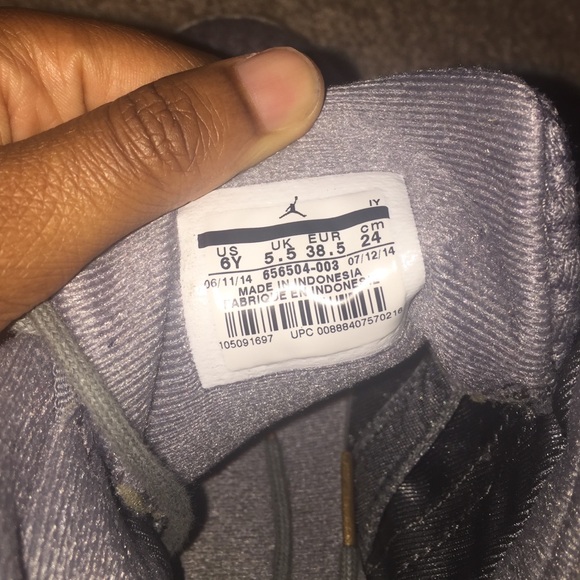 IY
US UK EUR cm
6Y 5.5 38.5 24
06/11/14 656504-003 07/12/14
MADE IN INDONESIA
FABRIQUE EN INDONESIE
105091697 UPC 00888407570216